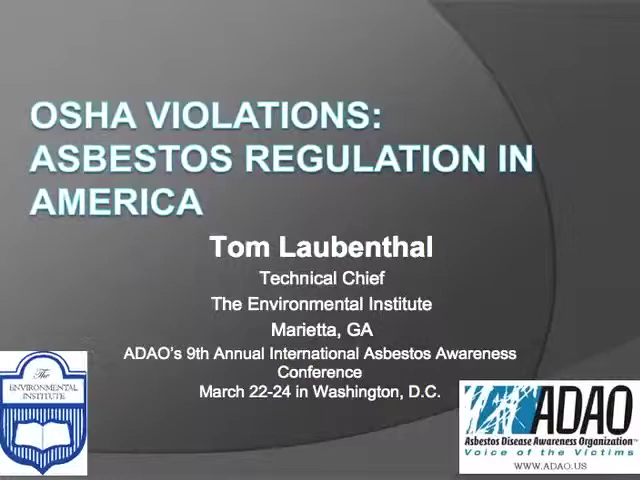 OSHA VIOLATIONS:
ASBESTOS REGULATION IN
AMERICA
Tom Laubenthal
Technical Chief
The Environmental Institute
Marietta, GA
ADAO's 9th Annual International Asbestos Awareness
Conference
March 22-24 in Washington, D.C.
The
ENVIRONMENTAL
INSTITUTE
ADAO
Asbestos Disease Awareness Organization™
Voice of the Victims
WWW.ADAO.US